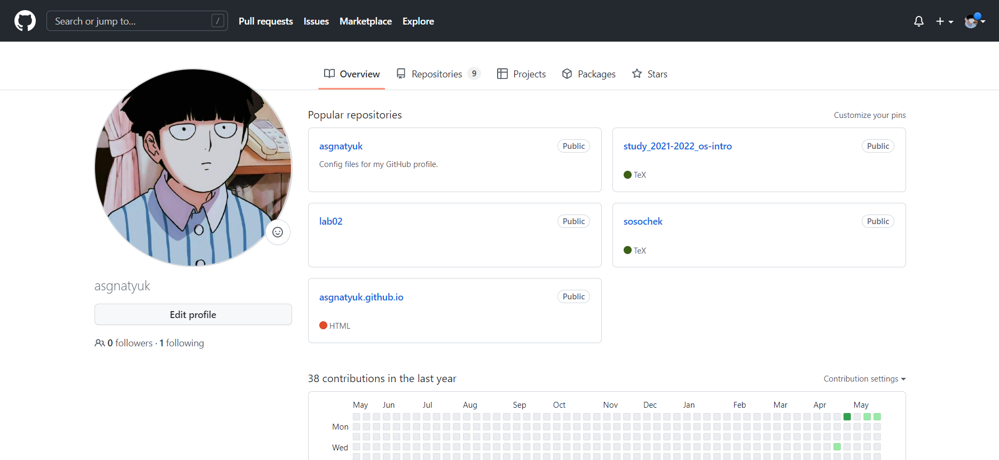 Search or jump to... / Pull requests Issues Marketplace Explore
Overview Repositories 9 Projects Packages Stars
Popular repositories Customize your pins
asgnatyuk Public
Config files for my GitHub profile.
study_2021-2022_os-intro Public
TeX
lab02 Public
sosochek Public
TeX
asgnatyuk.github.io Public
HTML
asgnatyuk
Edit profile
0 followers · 1 following
38 contributions in the last year Contribution settings
May Jun Jul Aug Sep Oct Nov Dec Jan Feb Mar Apr May
Mon
Wed